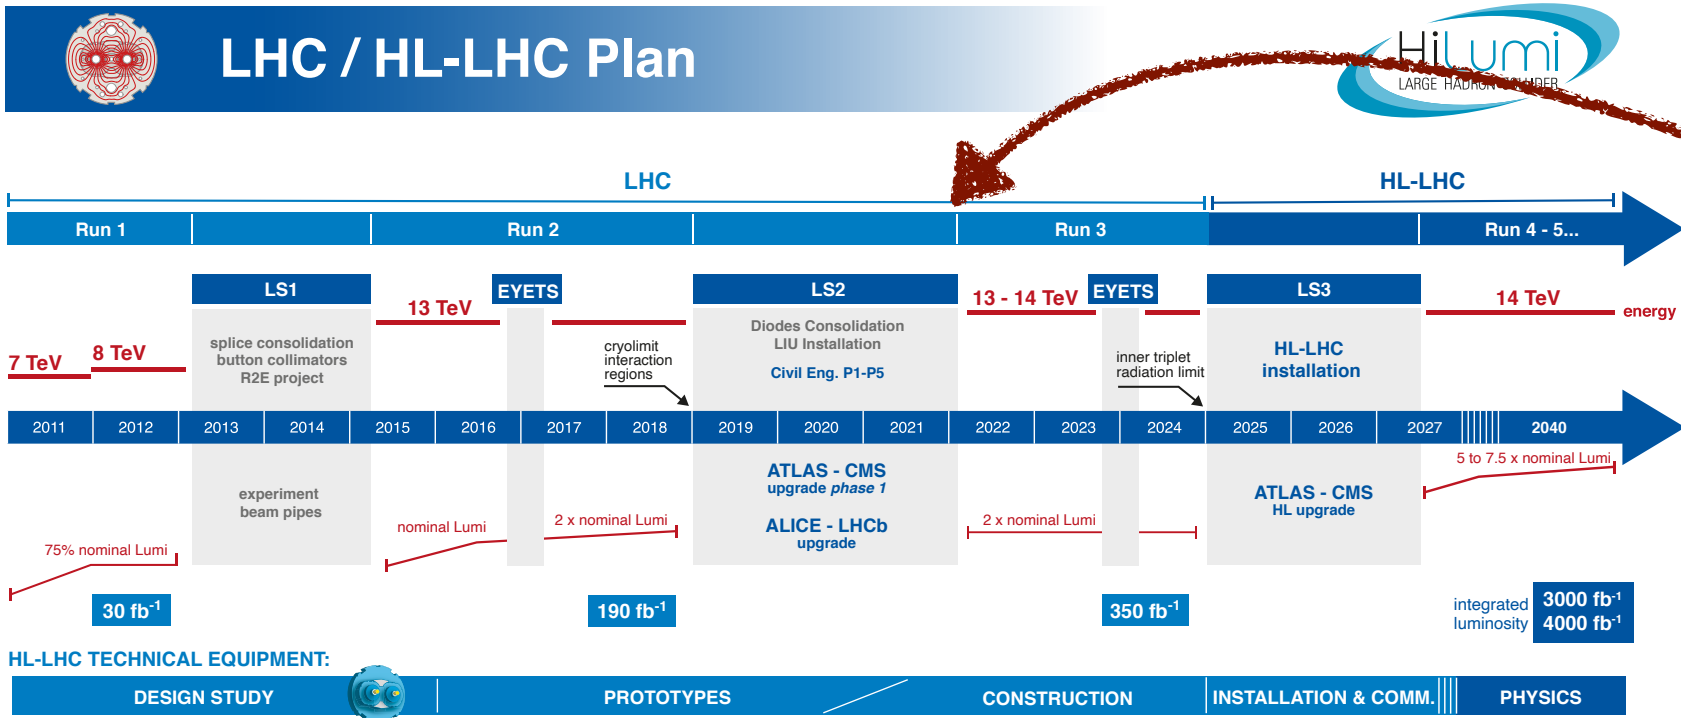 LHC / HL-LHC Plan
HiLumi
LARGE HADRON COLLIDER
LHC
HL-LHC
Run 1
Run 2
Run 3
Run 4 - 5...
LS1
EYETS
LS2
EYETS
LS3
7 TeV
8 TeV
13 TeV
13 - 14 TeV
14 TeV
energy
splice consolidation
button collimators
R2E project
cryolimit
interaction
regions
Diodes Consolidation
LIU Installation
Civil Eng. P1-P5
inner triplet
radiation limit
HL-LHC
installation
2011 2012 2013 2014 2015 2016 2017 2018 2019 2020 2021 2022 2023 2024 2025 2026 2027 2040
experiment
beam pipes
ATLAS - CMS
upgrade phase 1
ALICE - LHCb
upgrade
ATLAS - CMS
HL upgrade
75% nominal Lumi
nominal Lumi
2 x nominal Lumi
2 x nominal Lumi
5 to 7.5 x nominal Lumi
30 fb⁻¹
190 fb⁻¹
350 fb⁻¹
integrated
luminosity
3000 fb⁻¹
4000 fb⁻¹
HL-LHC TECHNICAL EQUIPMENT:
DESIGN STUDY
PROTOTYPES
CONSTRUCTION
INSTALLATION & COMM.
PHYSICS